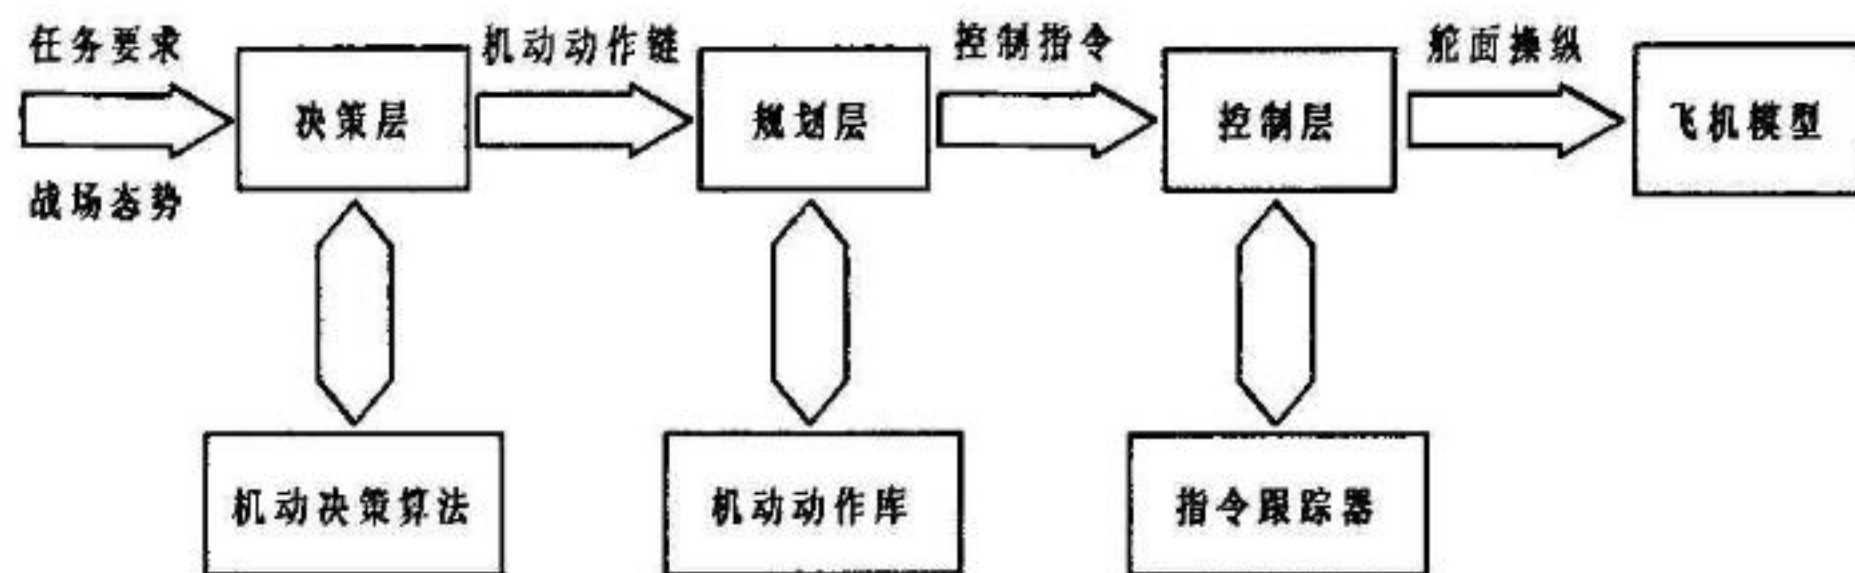 任务要求
机动动作链
控制指令
舵面操纵
决策层
规划层
控制层
飞机模型
战场态势
机动决策算法
机动动作库
指令跟踪器